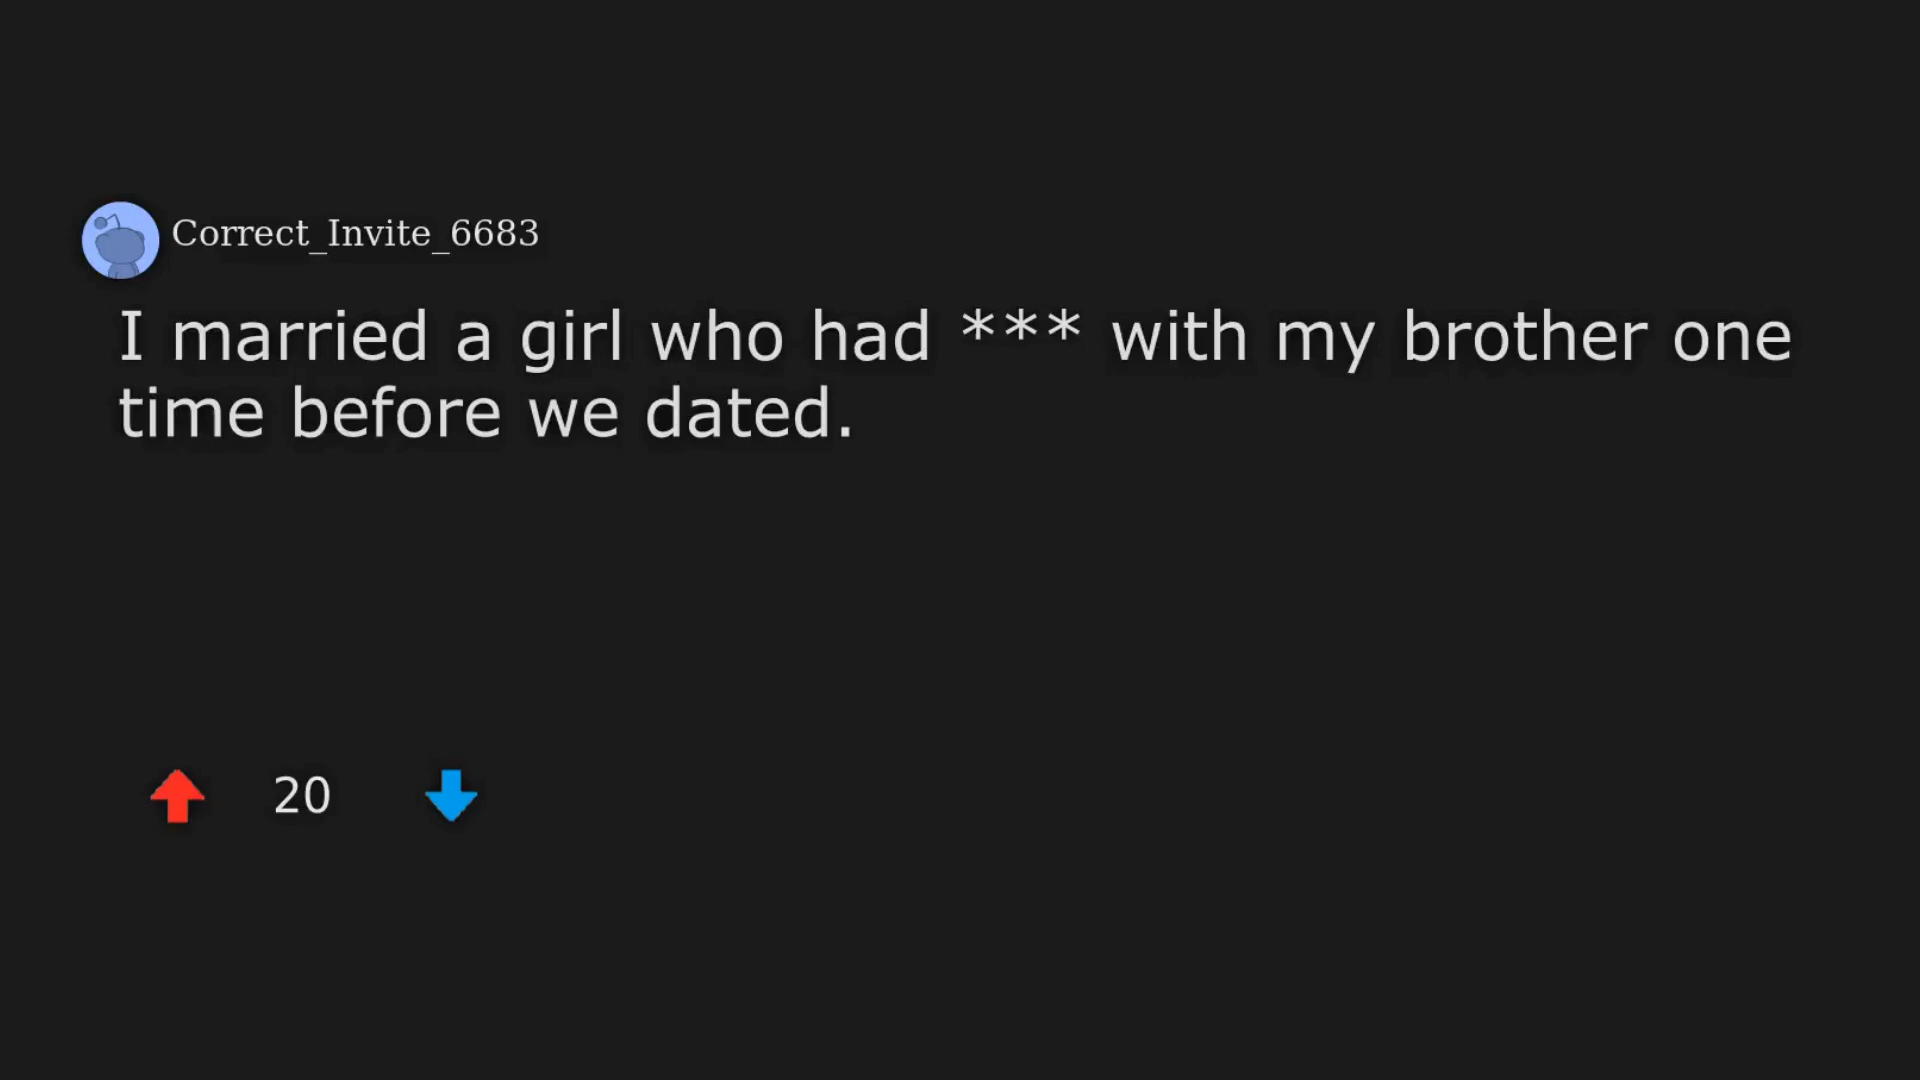 Correct_Invite_6683
I married a girl who had *** with my brother one
time before we dated.
20